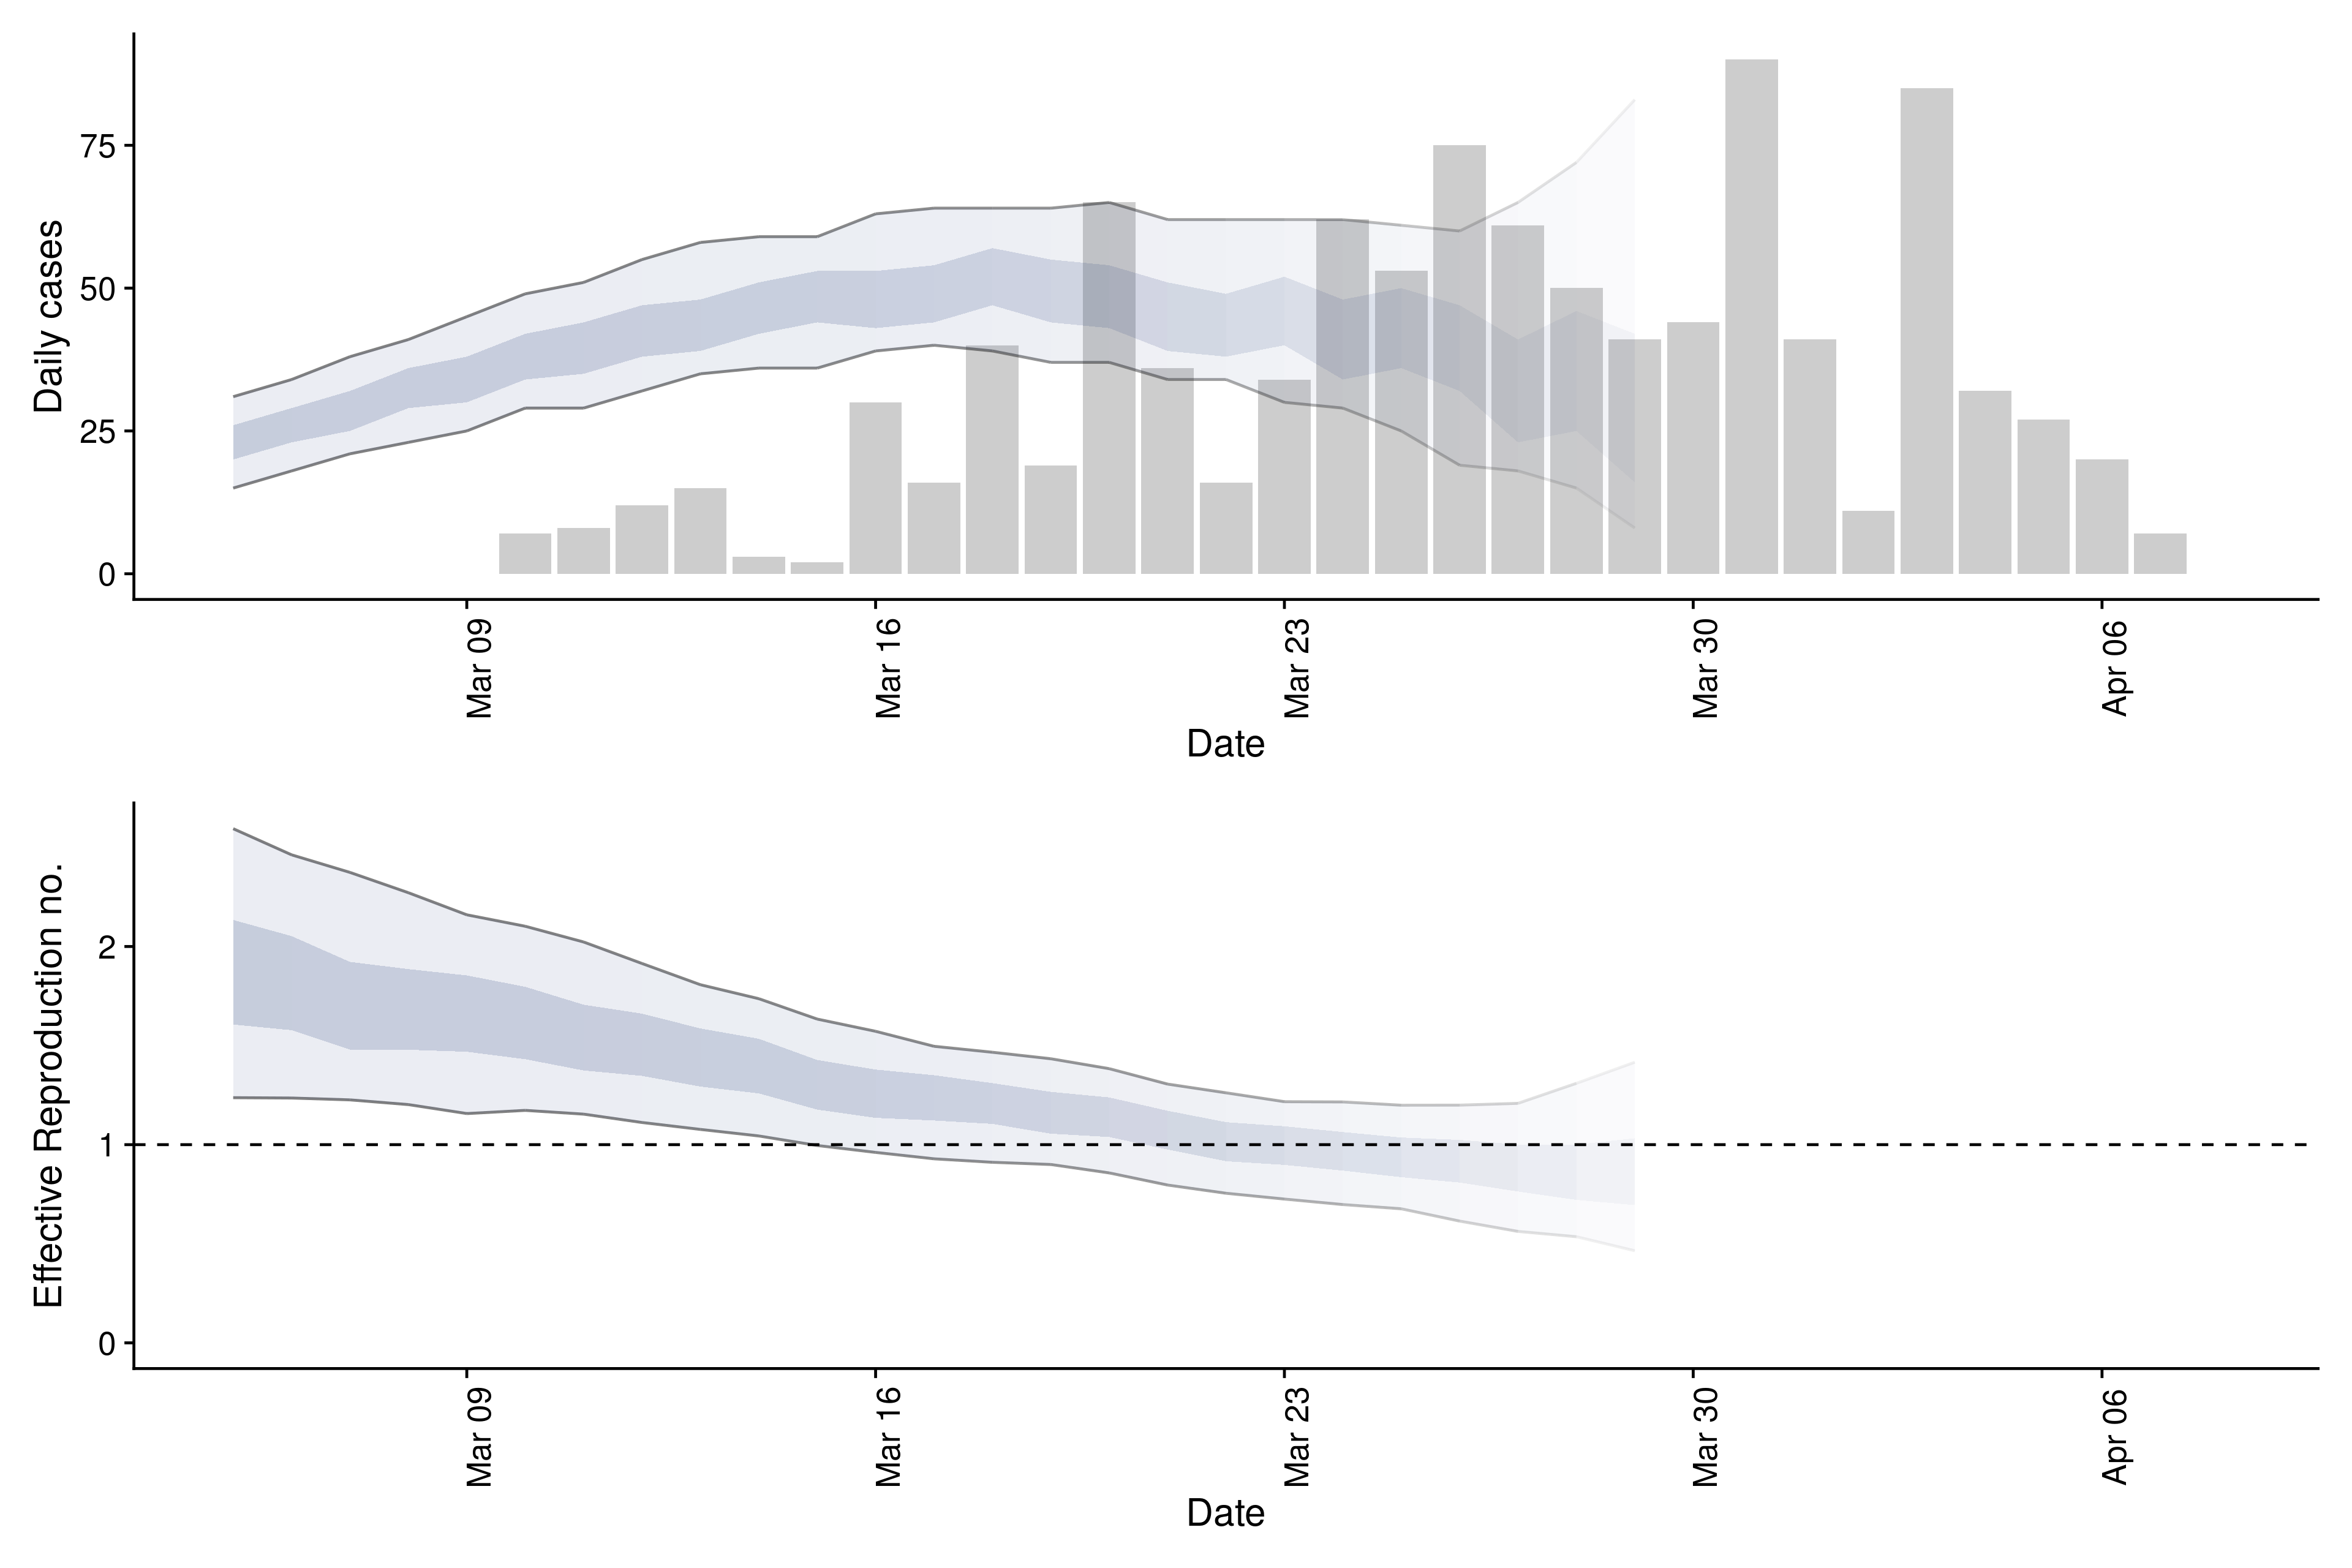 Daily cases
75
50
25
0
Mar 09
Mar 16
Mar 23
Mar 30
Apr 06
Date
Effective Reproduction no.
2
1
0
Mar 09
Mar 16
Mar 23
Mar 30
Apr 06
Date